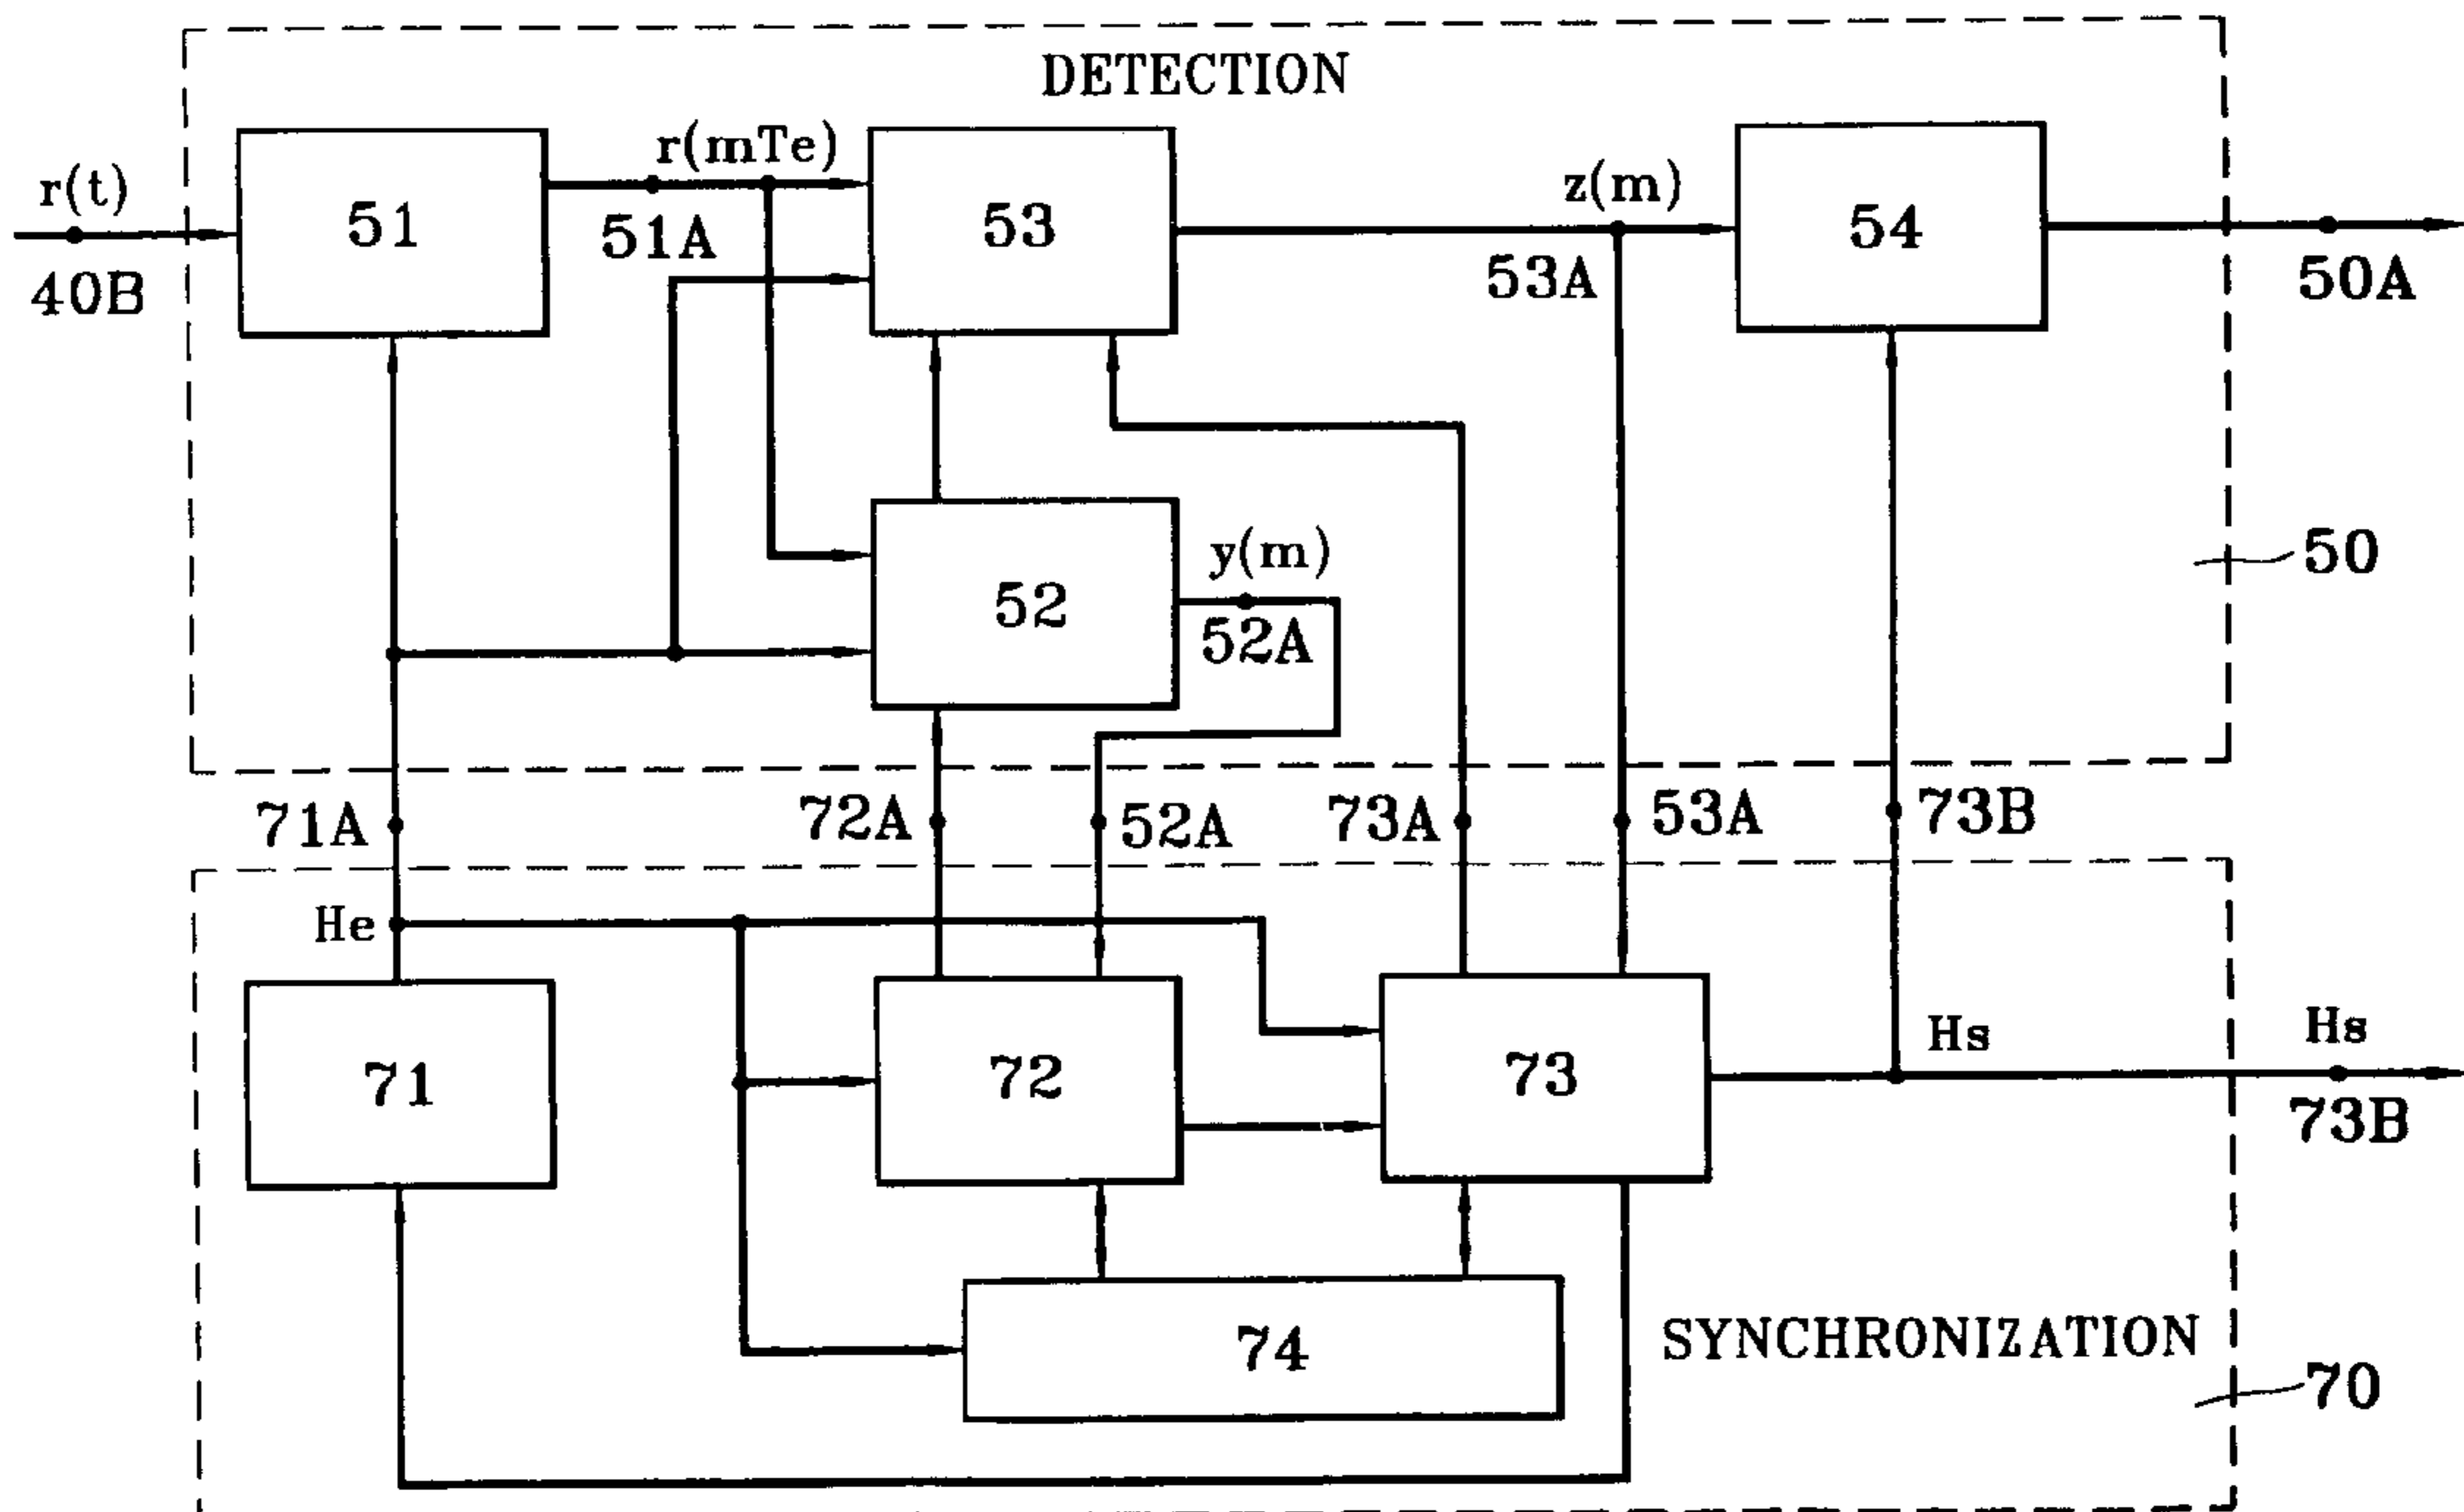 DETECTION
r(t)
40B
51
r(mTe)
51A
53
z(m)
53A
54
50A
52
y(m)
52A
50
71A
72A
52A
73A
53A
73B
He
71
72
73
Hs
Hs
73B
74
SYNCHRONIZATION
70